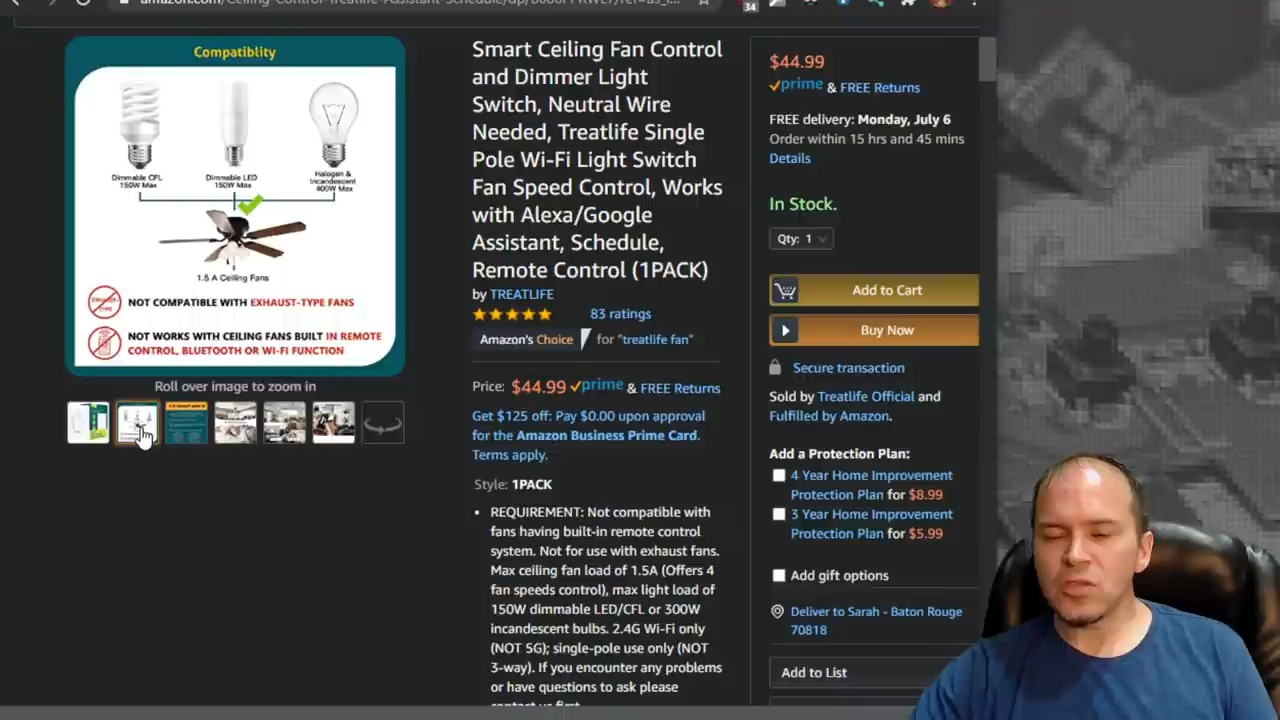 34
Compatiblity
Dimmable CFL
150W Max
Dimmable LED
150W Max
Halogen &
Incandescent
400W Max
1.5 A Ceiling Fans
NOT COMPATIBLE WITH EXHAUST-TYPE FANS
NOT WORKS WITH CEILING FANS BUILT IN REMOTE
CONTROL, BLUETOOTH OR WI-FI FUNCTION
Roll over image to zoom in
Smart Ceiling Fan Control
and Dimmer Light
Switch, Neutral Wire
Needed, Treatlife Single
Pole Wi-Fi Light Switch
Fan Speed Control, Works
with Alexa/Google
Assistant, Schedule,
Remote Control (1PACK)
by TREATLIFE
83 ratings
Amazon's Choice for "treatlife fan"
Price: $44.99 prime & FREE Returns
Get $125 off: Pay $0.00 upon approval
for the Amazon Business Prime Card.
Terms apply.
Style: 1PACK
• REQUIREMENT: Not compatible with
fans having built-in remote control
system. Not for use with exhaust fans.
Max ceiling fan load of 1.5A (Offers 4
fan speeds control), max light load of
150W dimmable LED/CFL or 300W
incandescent bulbs. 2.4G Wi-Fi only
(NOT 5G); single-pole use only (NOT
3-way). If you encounter any problems
or have questions to ask please
contact us first.
$44.99
prime & FREE Returns
FREE delivery: Monday, July 6
Order within 15 hrs and 45 mins
Details
In Stock.
Qty: 1
Add to Cart
Buy Now
Secure transaction
Sold by Treatlife Official and
Fulfilled by Amazon.
Add a Protection Plan:
4 Year Home Improvement
Protection Plan for $8.99
3 Year Home Improvement
Protection Plan for $5.99
Add gift options
Deliver to Sarah - Baton Rouge
70818
Add to List